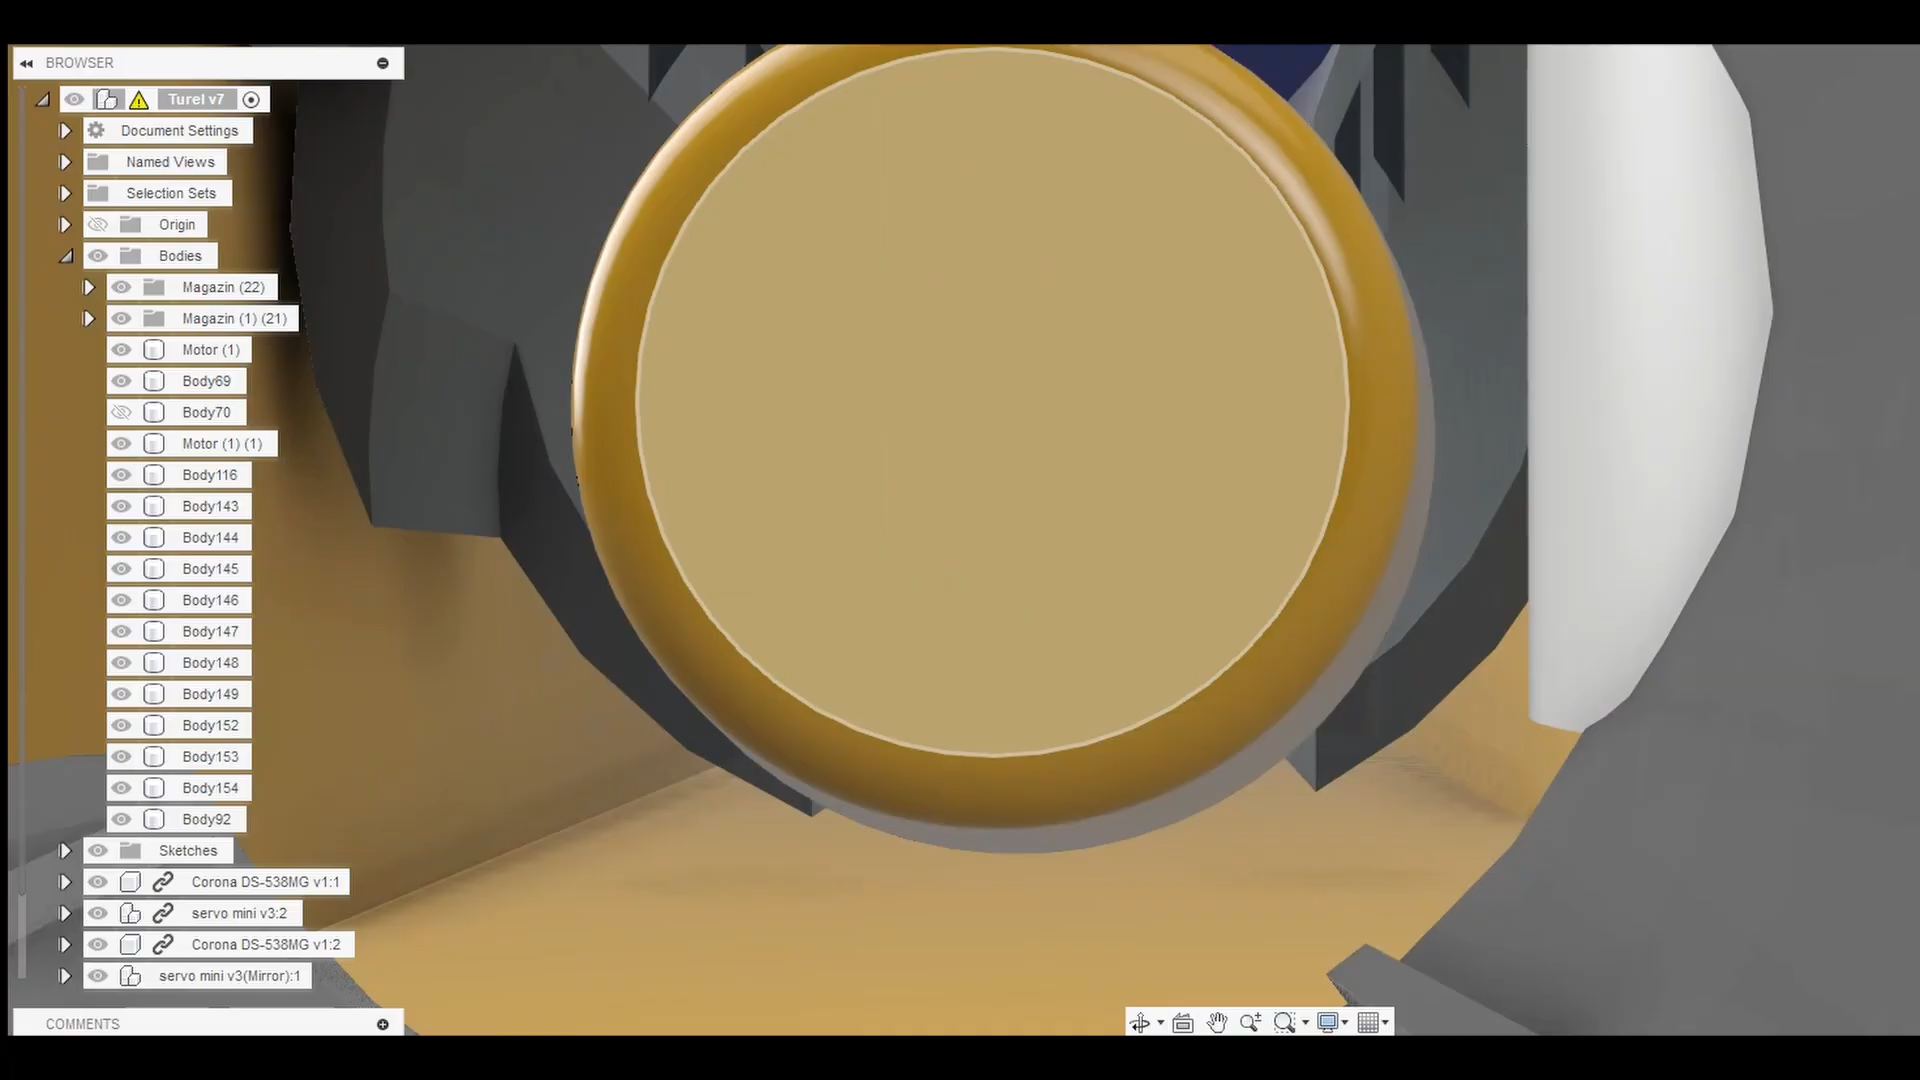 BROWSER
Turel v7
Document Settings
Named Views
Selection Sets
Origin
Bodies
Magazin (22)
Magazin (1) (21)
Motor (1)
Body69
Body70
Motor (1) (1)
Body116
Body143
Body144
Body145
Body146
Body147
Body148
Body149
Body152
Body153
Body154
Body92
Sketches
Corona DS-538MG v1:1
servo mini v3:2
Corona DS-538MG v1:2
servo mini v3(Mirror):1
COMMENTS